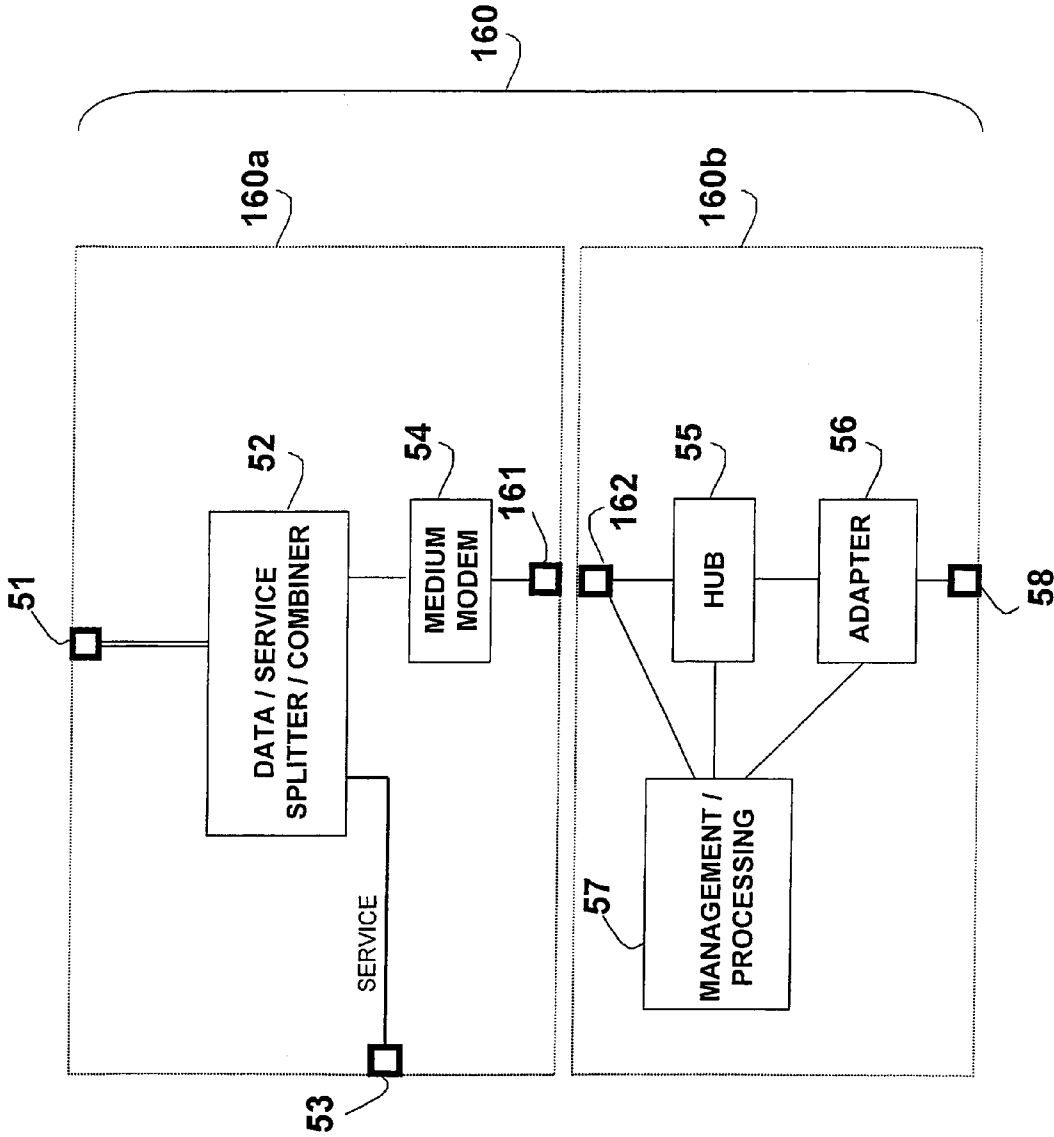 160
160a
160b
51
52
DATA / SERVICE
SPLITTER / COMBINER
54
MEDIUM
MODEM
161
SERVICE
53
162
55
HUB
56
ADAPTER
57
MANAGEMENT /
PROCESSING
58